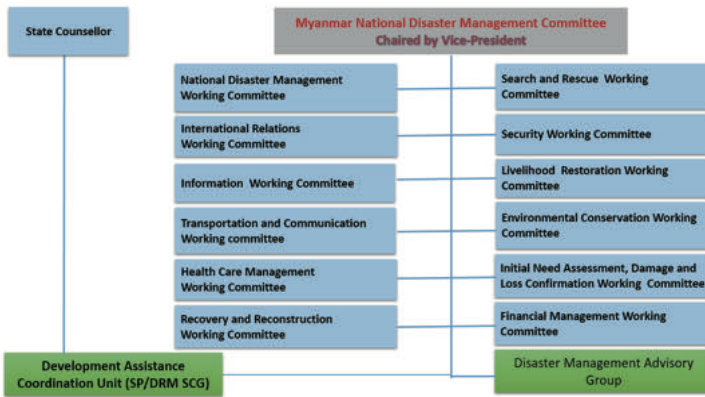 State Counsellor
Myanmar National Disaster Management Committee
Chaired by Vice-President
National Disaster Management
Working Committee
Search and Rescue Working
Committee
International Relations
Working Committee
Security Working Committee
Information Working Committee
Livelihood Restoration Working
Committee
Transportation and Communication
Working committee
Environmental Conservation Working
Committee
Health Care Management
Working Committee
Initial Need Assessment, Damage and
Loss Confirmation Working Committee
Recovery and Reconstruction
Working Committee
Financial Management Working
Committee
Development Assistance
Coordination Unit (SP/DRM SCG)
Disaster Management Advisory
Group